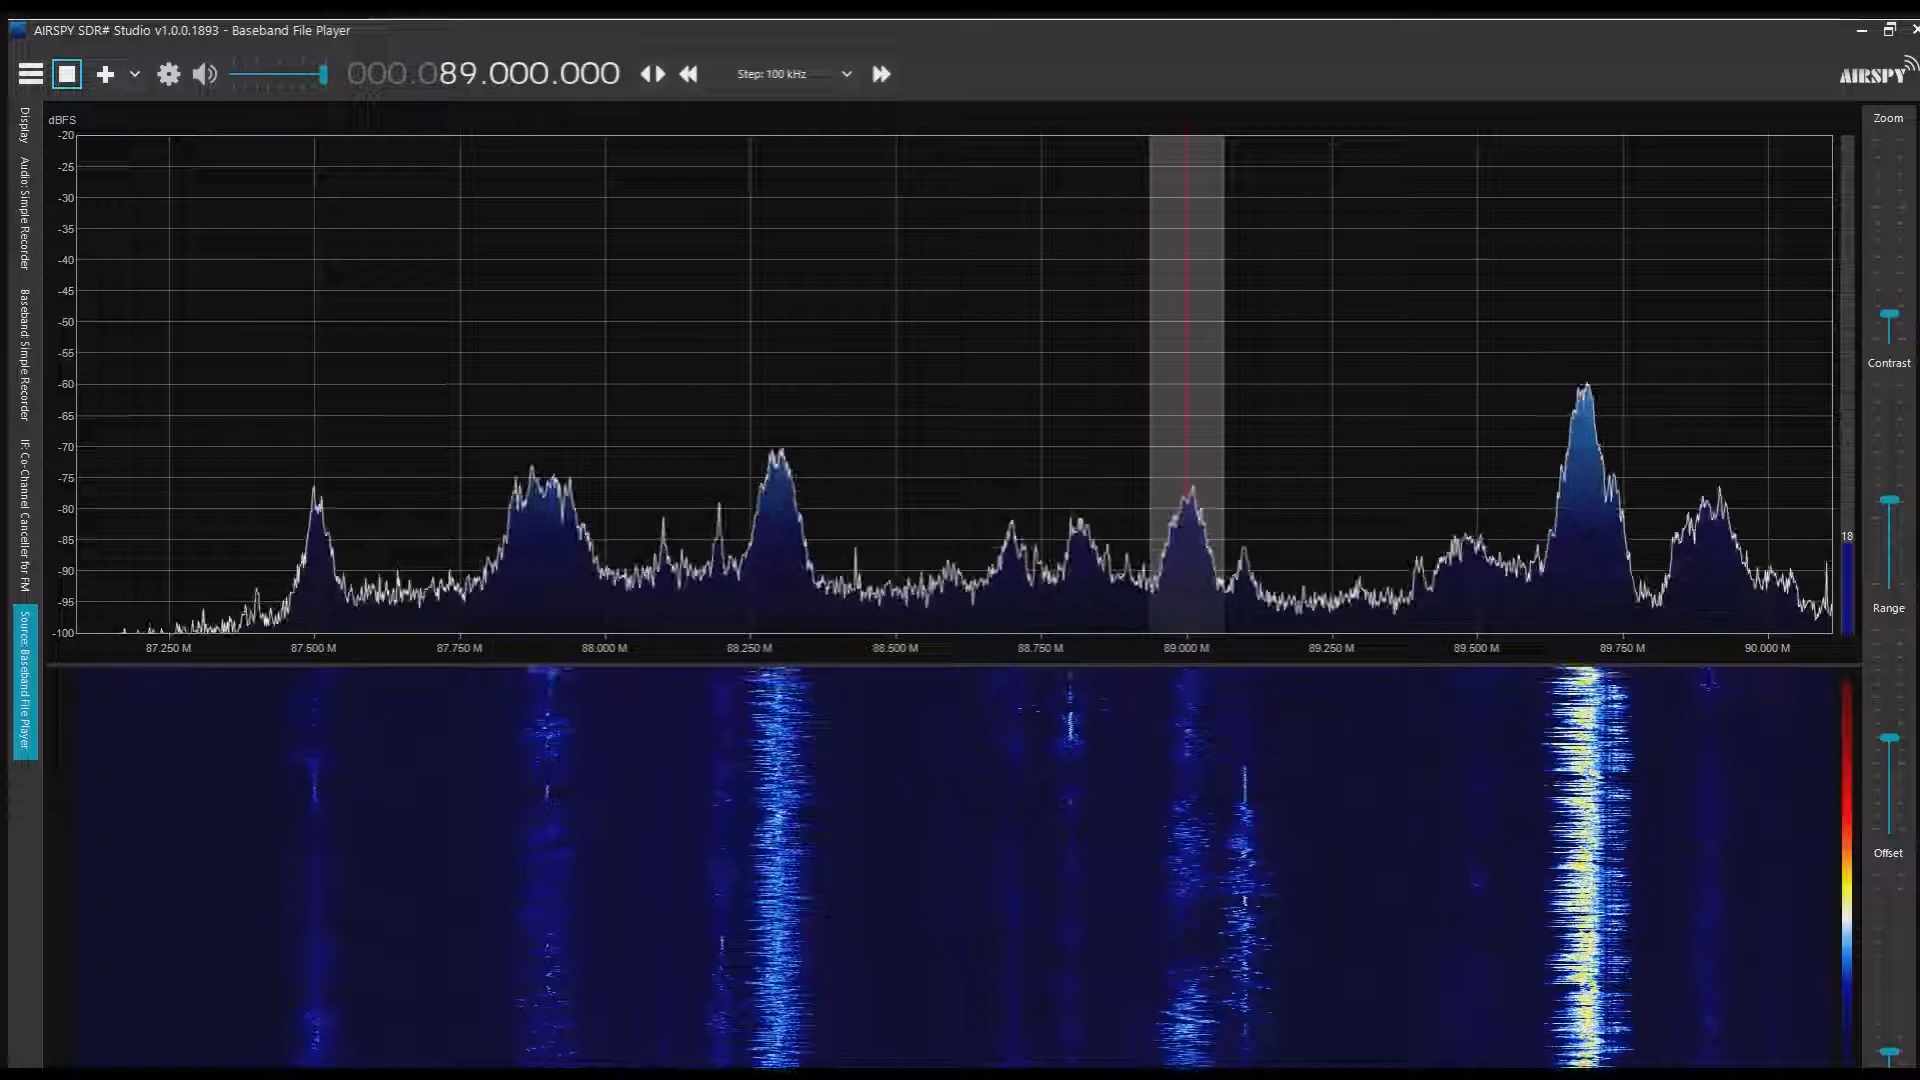 AIRSPY SDR# Studio v1.0.0.1893 - Baseband File Player
000.089.000.000
Step: 100 kHz
AIRSPY
Display
Audio: Simple Recorder
Baseband: Simple Recorder
IF: Co-Channel Canceller for FM
Source: Baseband File Player
dBFS
-20
-25
-30
-35
-40
-45
-50
-55
-60
-65
-70
-75
-80
-85
-90
-95
-100
87.250 M 87.500 M 87.750 M 88.000 M 88.250 M 88.500 M 88.750 M 89.000 M 89.250 M 89.500 M 89.750 M 90.000 M
18
Zoom
Contrast
Range
Offset